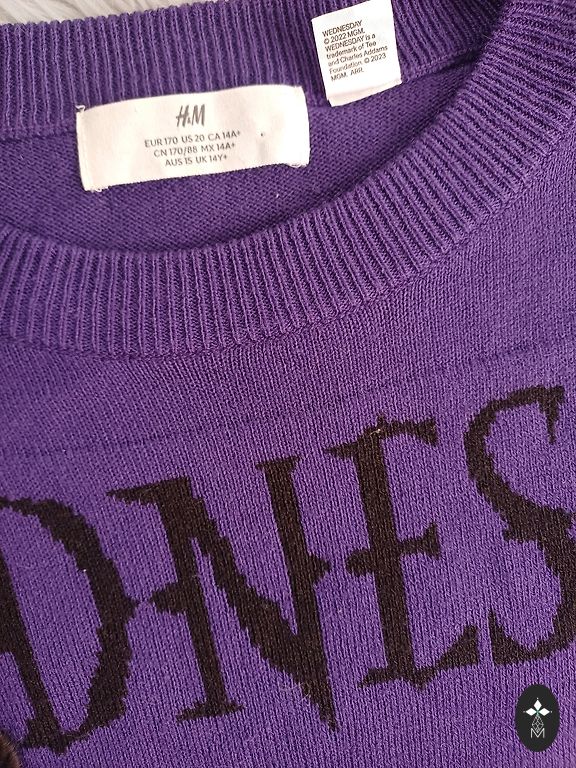 WEDNESDAY
© 2022 MGM.
WEDNESDAY is a
trademark of Tee
and Charles Addams
Foundation. © 2023
MGM. ARR.
H&M
EUR 170 US 20 CA 14A+
CN 170/88 MX 14A+
AUS 15 UK 14Y+
DNES
M